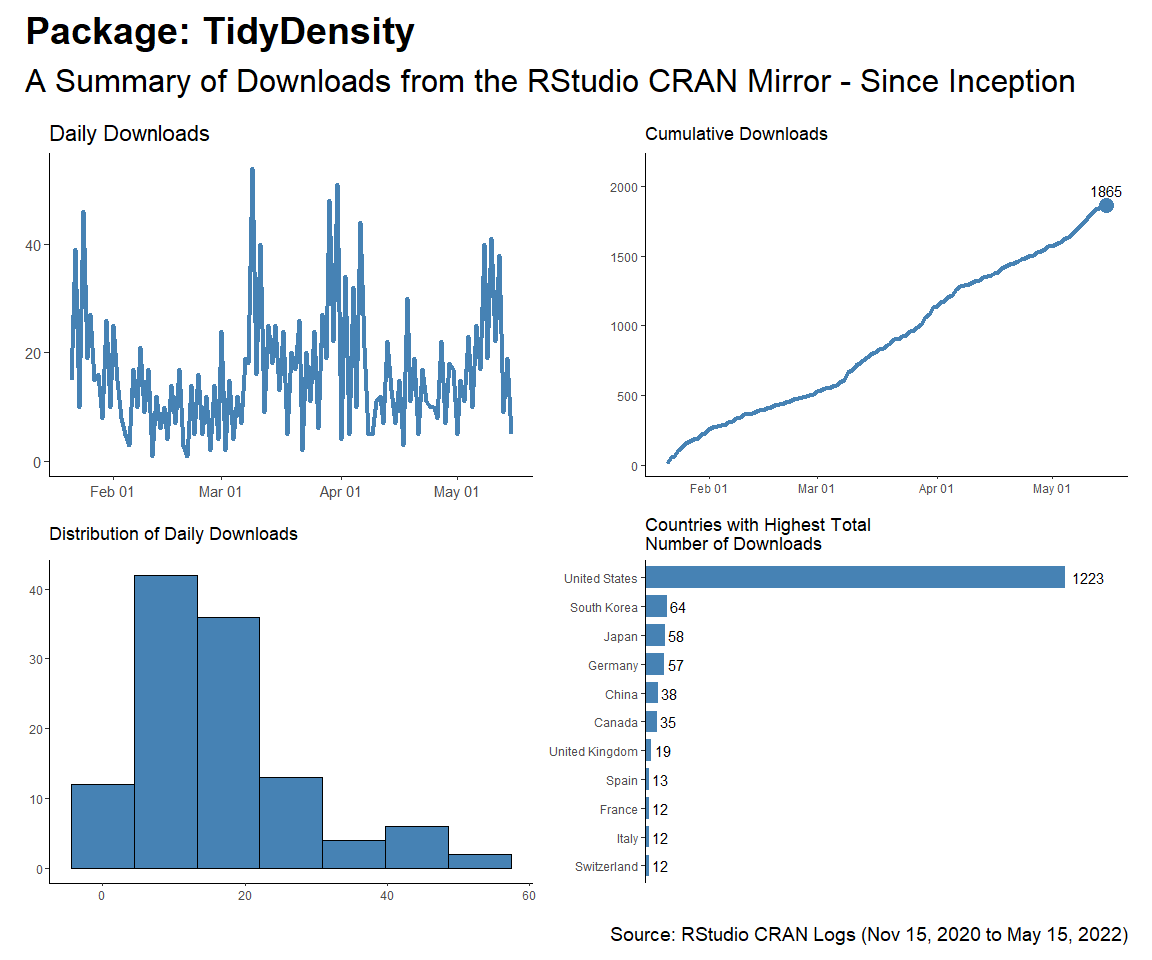 Package: TidyDensity
A Summary of Downloads from the RStudio CRAN Mirror - Since Inception
Daily Downloads
40
20
0
Feb 01 Mar 01 Apr 01 May 01
Cumulative Downloads
2000
1500
1000
500
0
1865
Feb 01 Mar 01 Apr 01 May 01
Distribution of Daily Downloads
40
30
20
10
0
0 20 40 60
Countries with Highest Total
Number of Downloads
United States 1223
South Korea 64
Japan 58
Germany 57
China 38
Canada 35
United Kingdom 19
Spain 13
France 12
Italy 12
Switzerland 12
Source: RStudio CRAN Logs (Nov 15, 2020 to May 15, 2022)